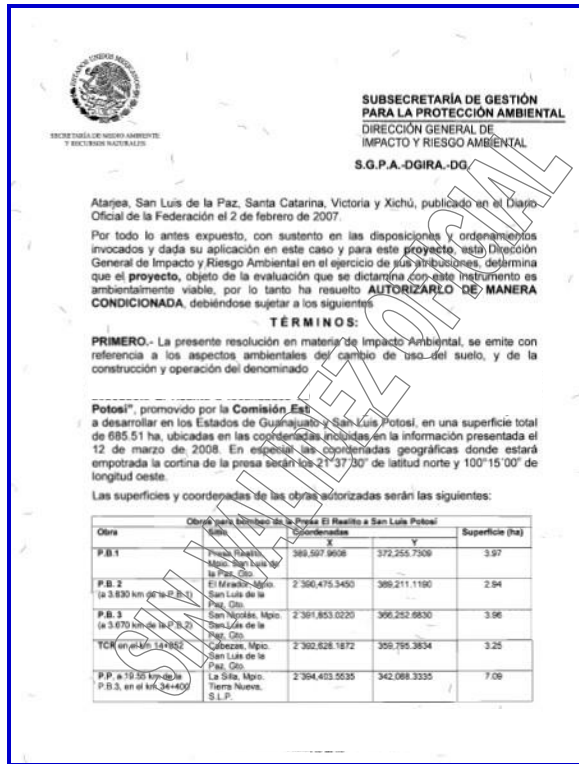 ESTADOS UNIDOS MEXICANOS
SECRETARÍA DE MEDIO AMBIENTE
Y RECURSOS NATURALES
SUBSECRETARÍA DE GESTIÓN
PARA LA PROTECCIÓN AMBIENTAL
DIRECCIÓN GENERAL DE
IMPACTO Y RIESGO AMBIENTAL
S.G.P.A.-DGIRA.-DG.
Atarjea, San Luis de la Paz, Santa Catarina, Victoria y Xichú, publicado en el Diario
Oficial de la Federación el 2 de febrero de 2007.
Por todo lo antes expuesto, con sustento en las disposiciones y ordenamientos
invocados y dada su aplicación en este caso y para este proyecto, esta Dirección
General de Impacto y Riesgo Ambiental en el ejercicio de sus atribuciones, determina
que el proyecto, objeto de la evaluación que se dictamina con este instrumento es
ambientalmente viable, por lo tanto ha resuelto AUTORIZARLO DE MANERA
CONDICIONADA, debiéndose sujetar a los siguientes
TÉRMINOS:
PRIMERO.- La presente resolución en materia de Impacto Ambiental, se emite con
referencia a los aspectos ambientales del cambio de uso del suelo, y de la
construcción y operación del denominado
Potosí", promovido por la Comisión Est
a desarrollar en los Estados de Guanajuato y San Luis Potosí, en una superficie total
de 685.51 ha, ubicadas en las coordenadas incluidas en la información presentada el
12 de marzo de 2008. En especial las coordenadas geográficas donde estará
empotrada la cortina de la presa serán los 21°37'30" de latitud norte y 100°15'00" de
longitud oeste.
Las superficies y coordenadas de las obras autorizadas serán las siguientes:
Obras para bombeo de la Presa El Realito a San Luis Potosí
Obra Sitio Coordenadas Superficie (ha)
X Y
P.B.1 Presa Realito, Mpio. San Luis de la Paz, Gto. 389,597.9608 372,255.7309 3.97
P.B. 2 (a 3.830 km de la P.B.1) El Mirador, Mpio. San Luis de la Paz, Gto. 2´390,475.3450 369,211.1190 2.94
P.B. 3 (a 3.670 km de la P.B.2) San Nicolás, Mpio. San Luis de la Paz, Gto. 2´391,853.0220 366,252.6830 3.96
TCR en el km 14+852 Cabezas, Mpio. San Luis de la Paz, Gto. 2´392,628.1872 359,795.3834 3.25
P.P. a 19.55 km de la P.B.3, en el km 34+400 La Silla, Mpio. Tierra Nueva, S.L.P. 2´394,403.5535 342,068.3335 7.09
SIN VALIDEZ OFICIAL